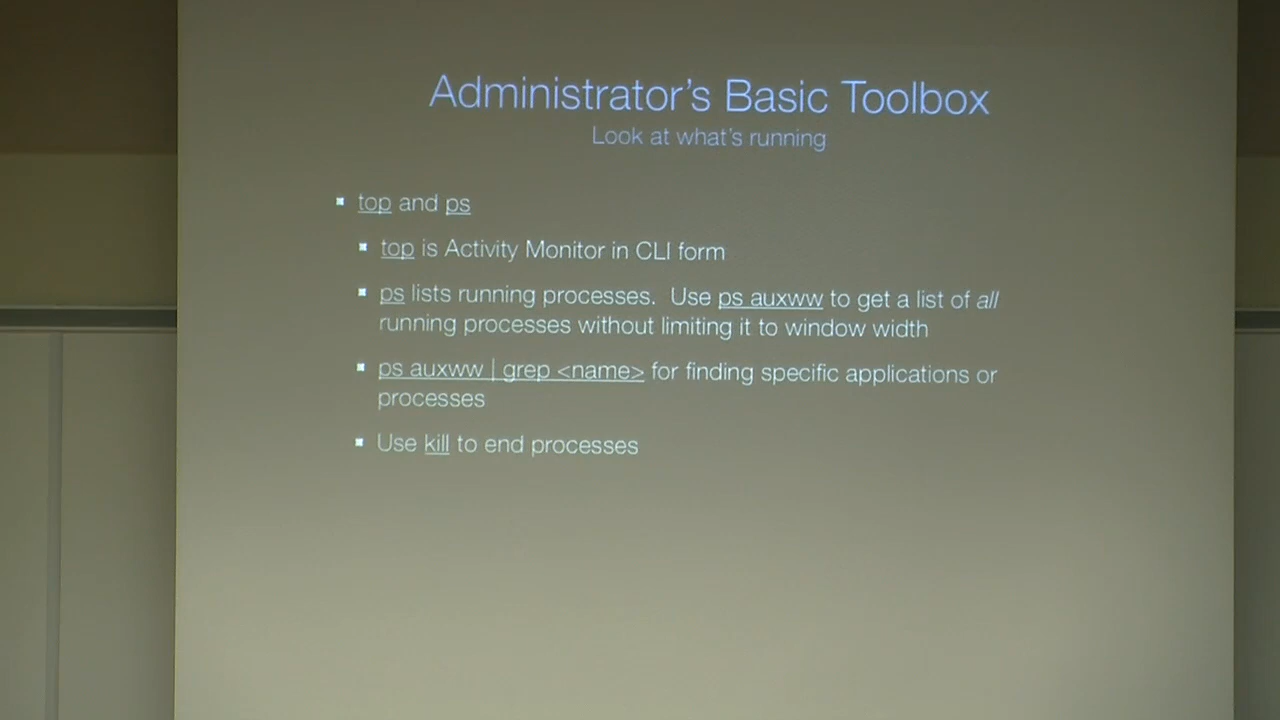 Administrator's Basic Toolbox
Look at what's running
▪ top and ps
▪ top is Activity Monitor in CLI form
▪ ps lists running processes.  Use ps auxww to get a list of all
running processes without limiting it to window width
▪ ps auxww | grep <name> for finding specific applications or
processes
▪ Use kill to end processes